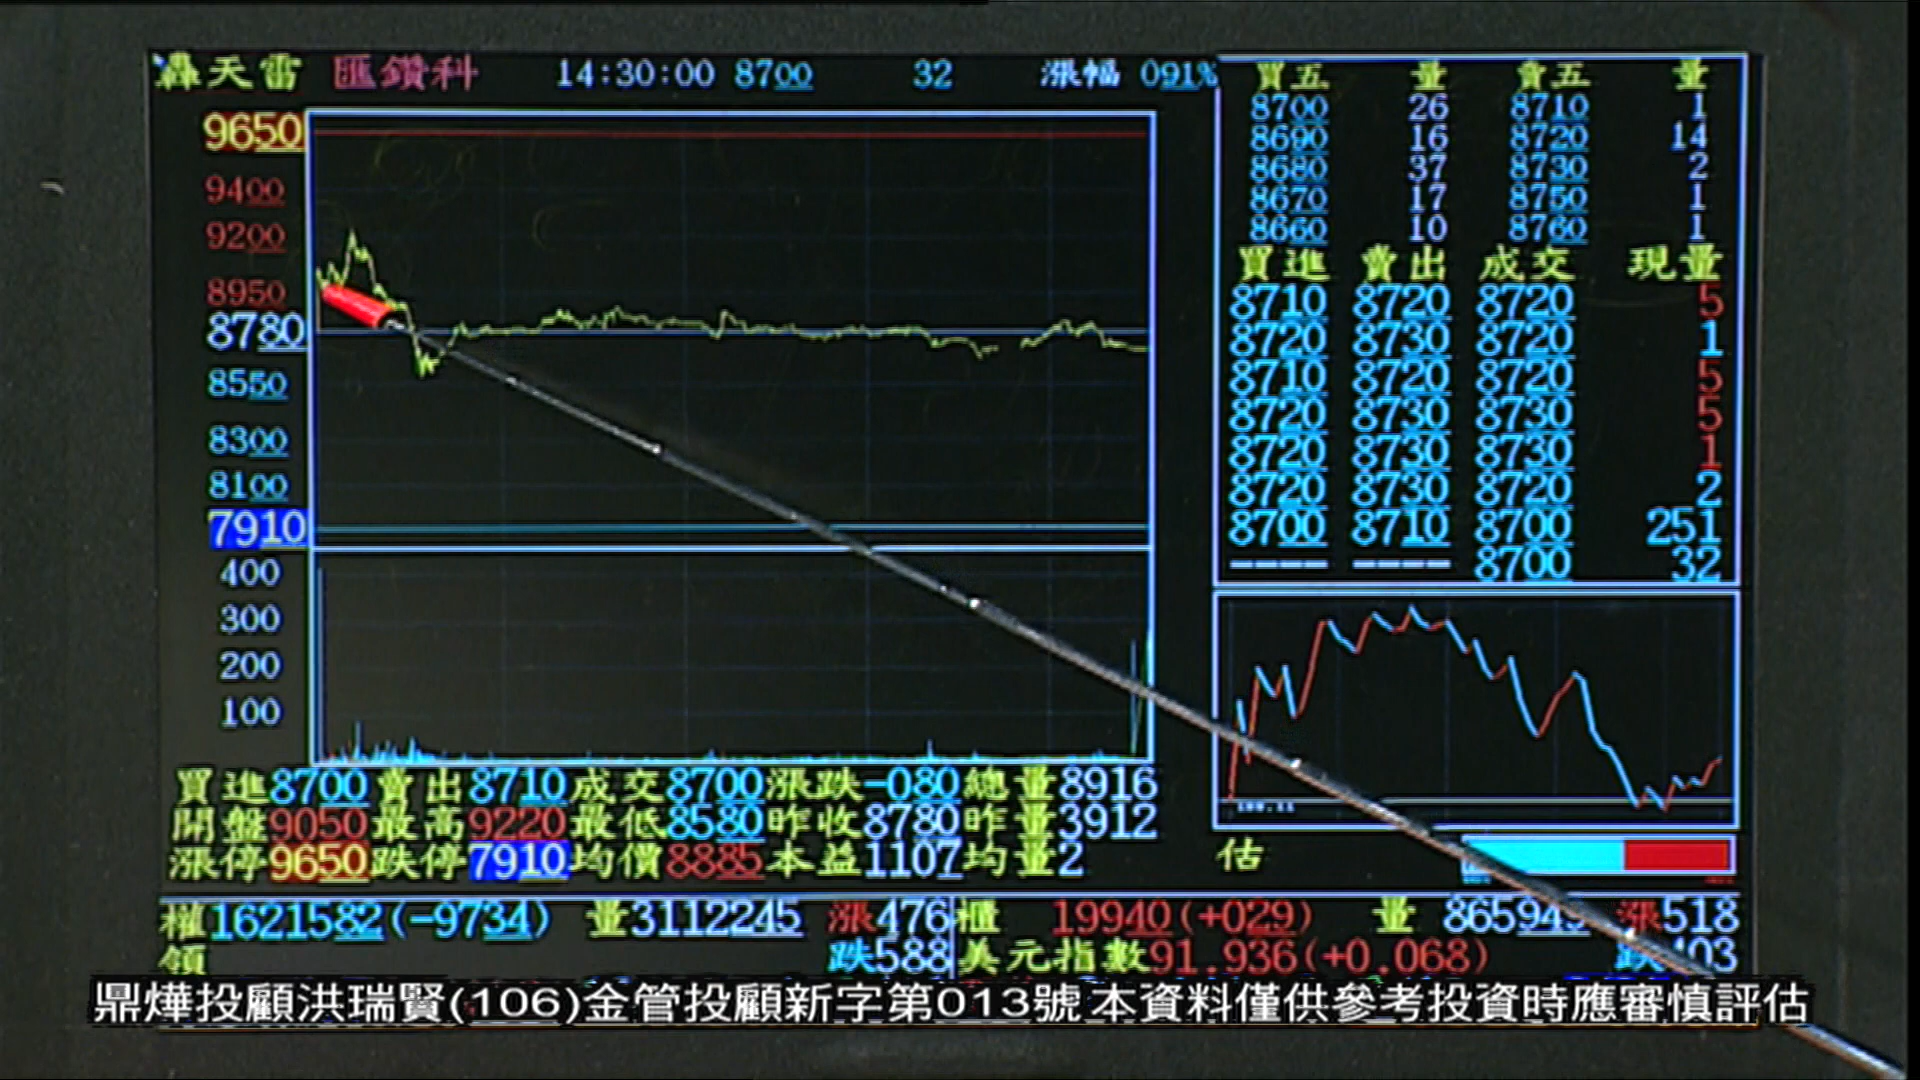 轟天雷 匯鑽科 14:30:00 8700 32 漲幅 091%
買五 量 賣五 量
8700 26 8710 1
8690 16 8720 14
8680 37 8730 2
8670 17 8750 1
8660 10 8760 1
買進 賣出 成交 現量
8710 8720 8720 5
8720 8730 8720 1
8710 8720 8720 5
8720 8730 8730 5
8720 8730 8730 1
8720 8730 8720 2
8700 8710 8700 251
---- ---- 8700 32
9650
9400
9200
8950
8780
8550
8300
8100
7910
400
300
200
100
買進8700賣出8710成交8700漲跌-080總量8916
開盤9050最高9220最低8580昨收8780昨量3912
漲停9650跌停7910均價8885本益1107均量2
估
權1621582(-9734) 量3112245 漲476櫃 19940(+029) 量 865949 漲518
領 跌588美元指數91.936(+0.068) 跌403
鼎燁投顧洪瑞賢(106)金管投顧新字第013號 本資料僅供參考投資時應審慎評估